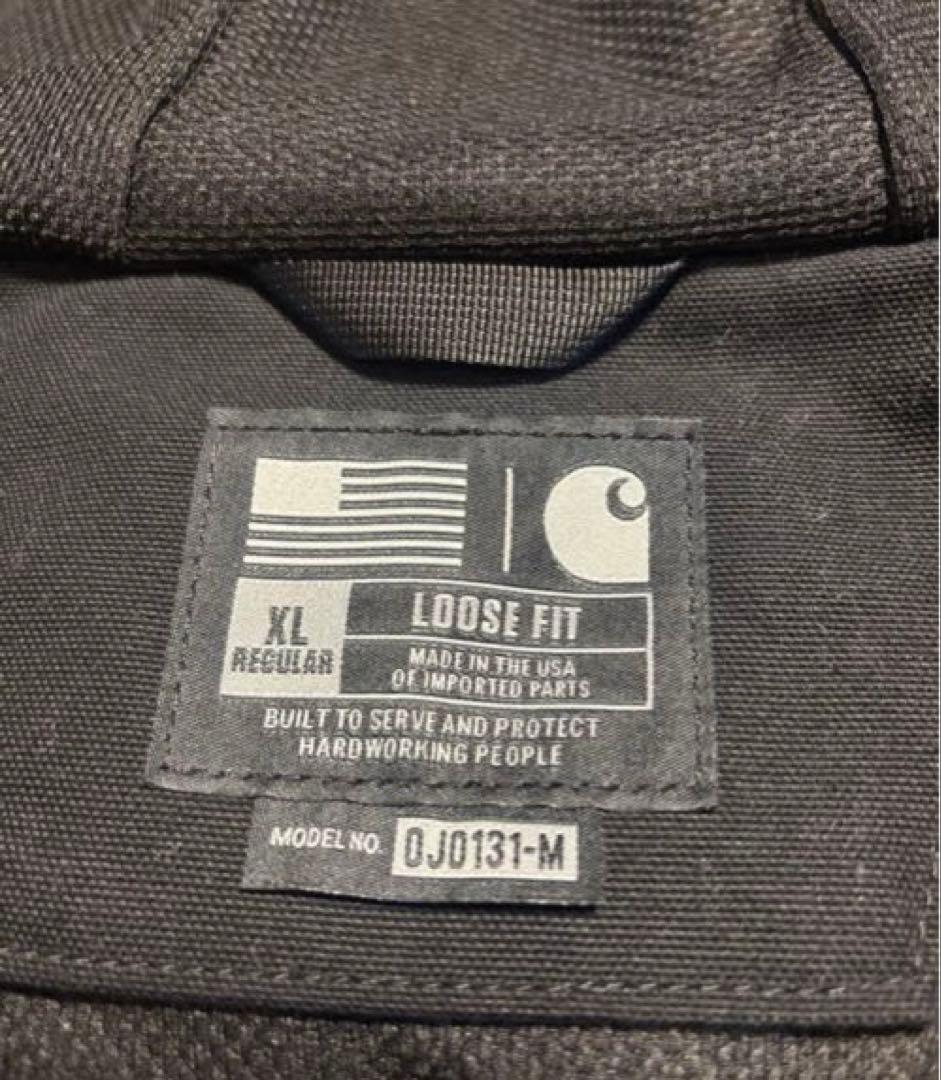 XL
REGULAR
LOOSE FIT
MADE IN THE USA
OF IMPORTED PARTS
BUILT TO SERVE AND PROTECT
HARDWORKING PEOPLE
MODEL NO. 0J0131-M